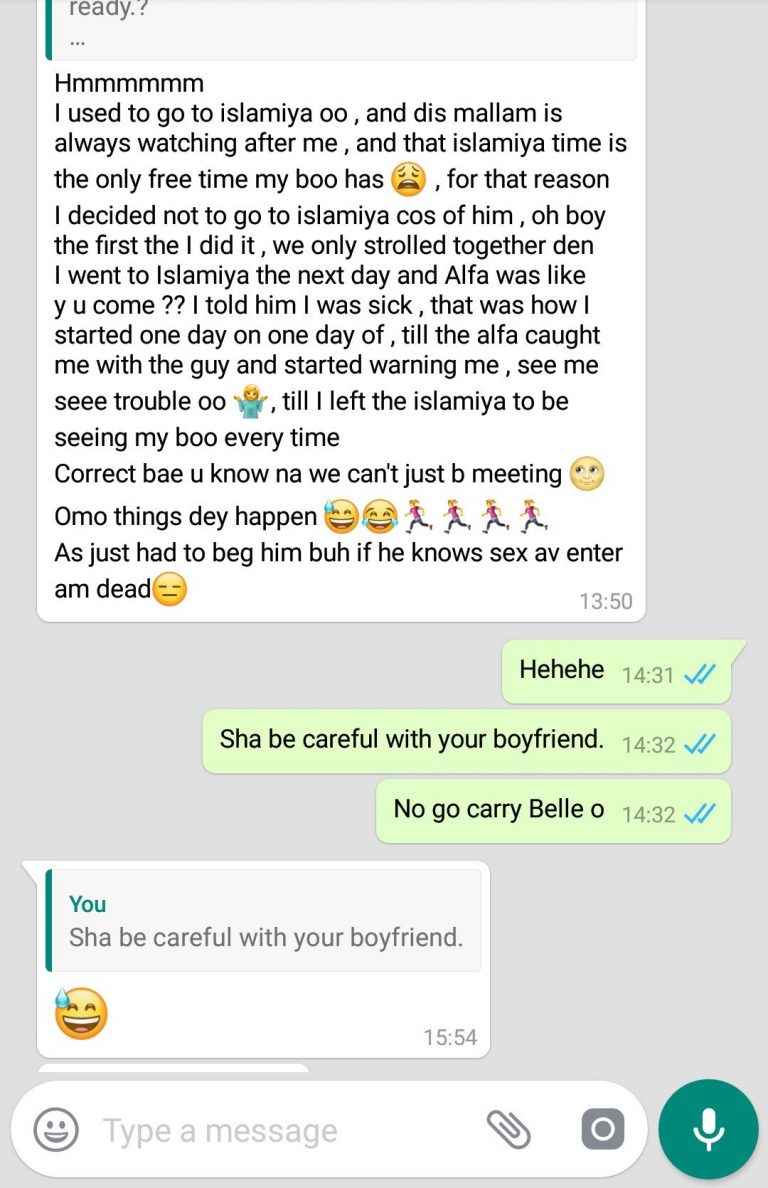 ready.?
...
Hmmmmmm
I used to go to islamiya oo , and dis mallam is
always watching after me , and that islamiya time is
the only free time my boo has 😩 , for that reason
I decided not to go to islamiya cos of him , oh boy
the first the I did it , we only strolled together den
I went to Islamiya the next day and Alfa was like
y u come ?? I told him I was sick , that was how I
started one day on one day of , till the alfa caught
me with the guy and started warning me , see me
seee trouble oo 🤷‍♀️ , till I left the islamiya to be
seeing my boo every time
Correct bae u know na we can't just b meeting 🌝
Omo things dey happen 😅😂🏃‍♀️🏃‍♀️🏃‍♀️🏃‍♀️
As just had to beg him buh if he knows sex av enter
am dead😑
13:50
Hehehe 14:31
Sha be careful with your boyfriend. 14:32
No go carry Belle o 14:32
You
Sha be careful with your boyfriend.
😅
15:54
Type a message